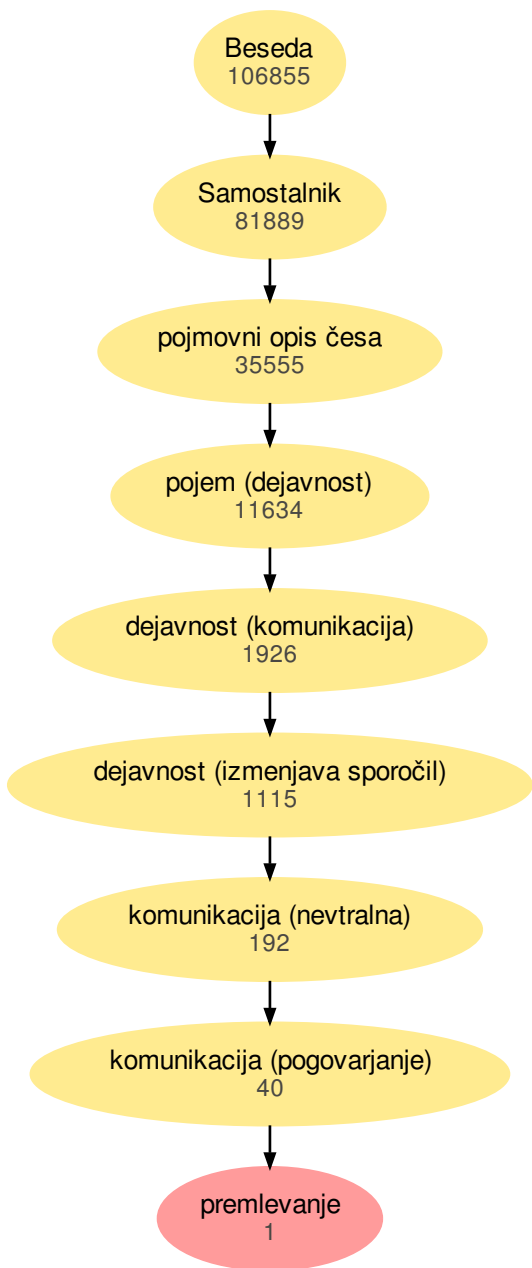 Beseda
106855
Samostalnik
81889
pojmovni opis česa
35555
pojem (dejavnost)
11634
dejavnost (komunikacija)
1926
dejavnost (izmenjava sporočil)
1115
komunikacija (nevtralna)
192
komunikacija (pogovarjanje)
40
premlevanje
1